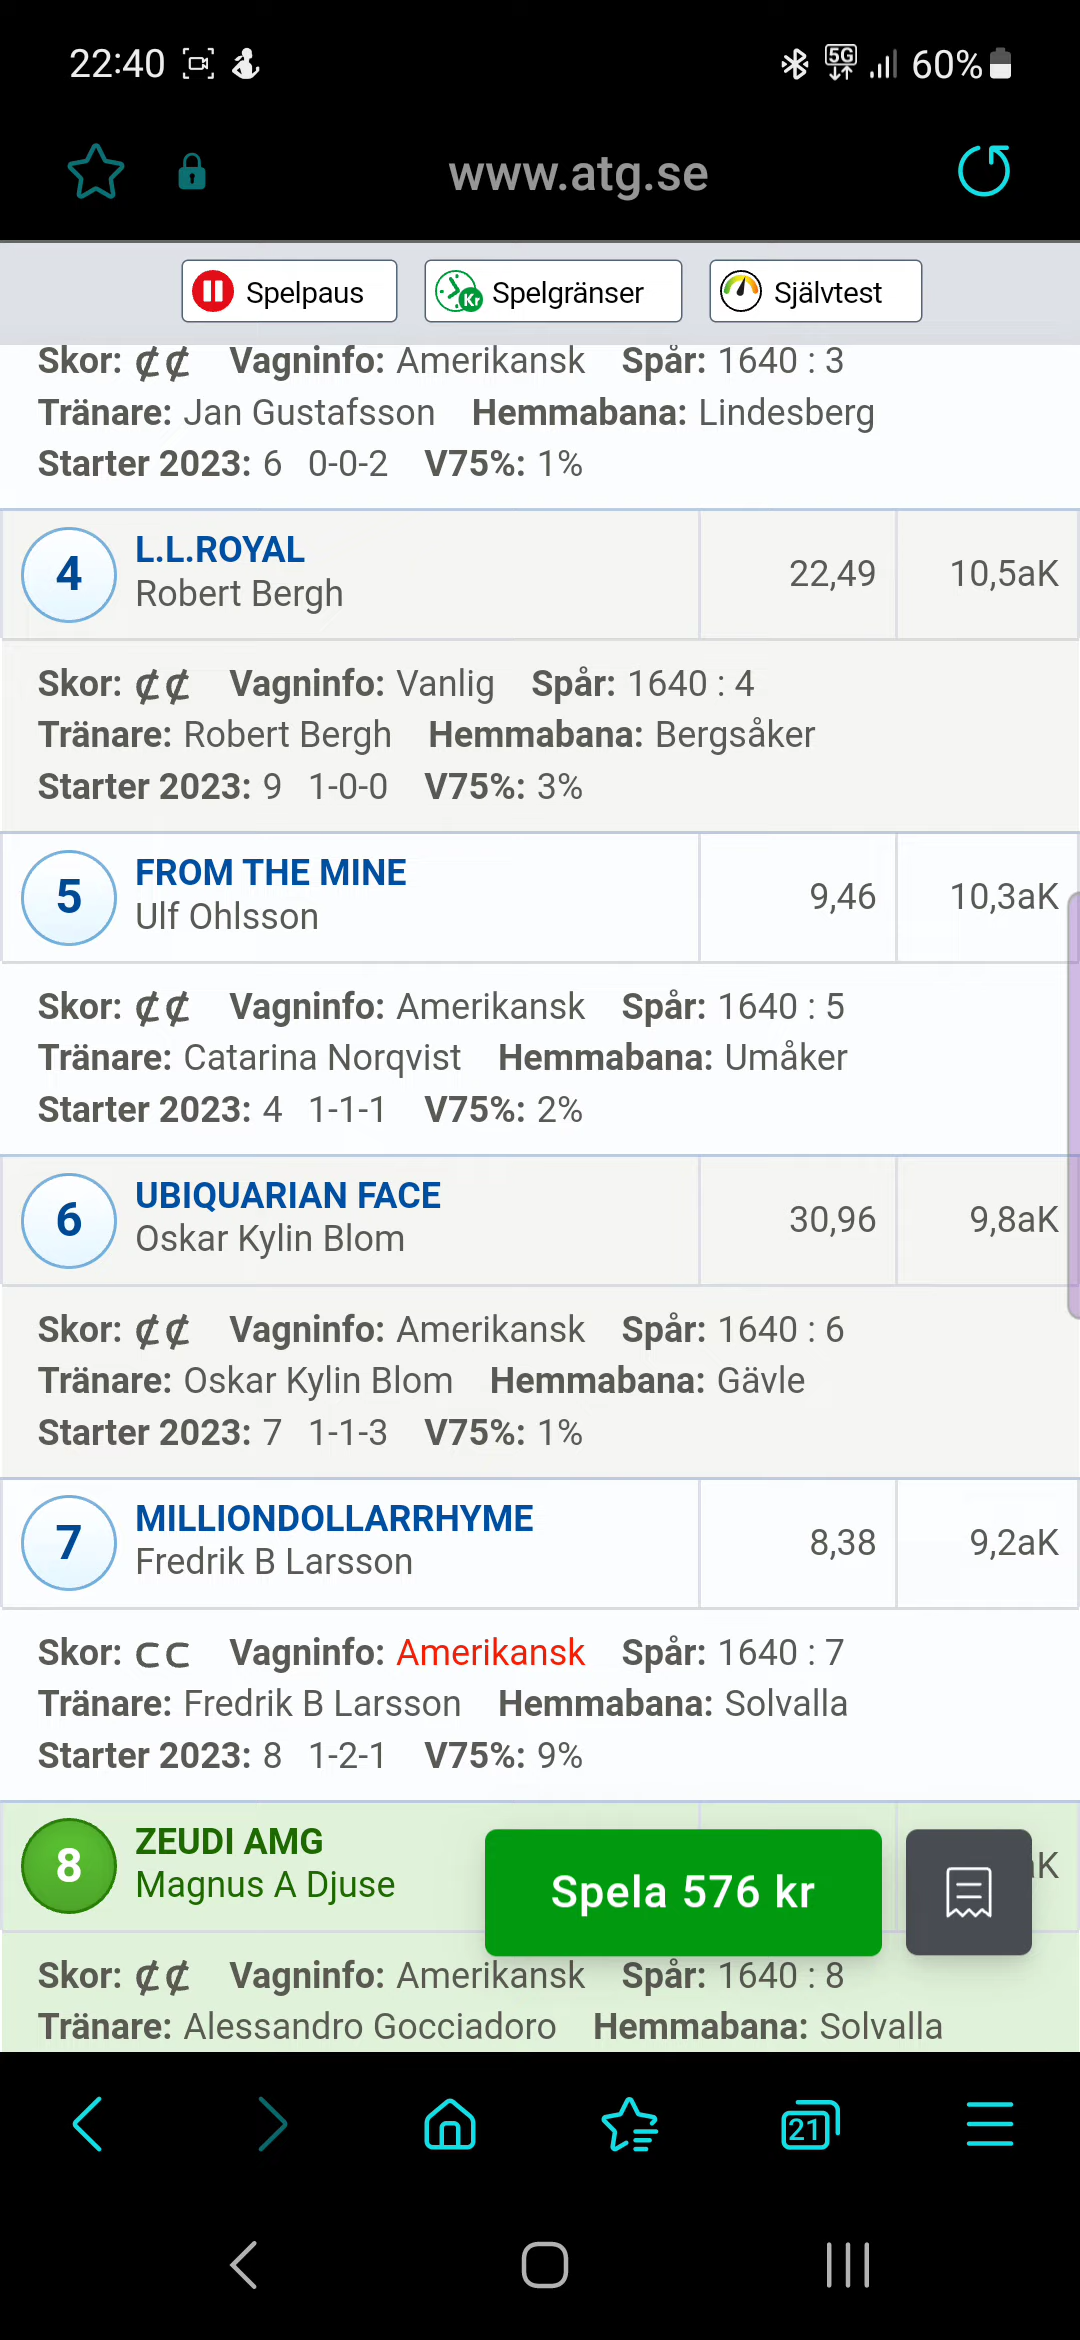 22:40
5G
60%
www.atg.se
Spelpaus
Kr Spelgränser
Självtest
Skor: ₵ ₵ Vagninfo: Amerikansk Spår: 1640 : 3
Tränare: Jan Gustafsson Hemmabana: Lindesberg
Starter 2023: 6 0-0-2 V75%: 1%
4 L.L.ROYAL 22,49 10,5aK
Robert Bergh
Skor: ₵ ₵ Vagninfo: Vanlig Spår: 1640 : 4
Tränare: Robert Bergh Hemmabana: Bergsåker
Starter 2023: 9 1-0-0 V75%: 3%
5 FROM THE MINE 9,46 10,3aK
Ulf Ohlsson
Skor: ₵ ₵ Vagninfo: Amerikansk Spår: 1640 : 5
Tränare: Catarina Norqvist Hemmabana: Umåker
Starter 2023: 4 1-1-1 V75%: 2%
6 UBIQUARIAN FACE 30,96 9,8aK
Oskar Kylin Blom
Skor: ₵ ₵ Vagninfo: Amerikansk Spår: 1640 : 6
Tränare: Oskar Kylin Blom Hemmabana: Gävle
Starter 2023: 7 1-1-3 V75%: 1%
7 MILLIONDOLLARRHYME 8,38 9,2aK
Fredrik B Larsson
Skor: C C Vagninfo: Amerikansk Spår: 1640 : 7
Tränare: Fredrik B Larsson Hemmabana: Solvalla
Starter 2023: 8 1-2-1 V75%: 9%
8 ZEUDI AMG
Magnus A Djuse
Spela 576 kr
Skor: ₵ ₵ Vagninfo: Amerikansk Spår: 1640 : 8
Tränare: Alessandro Gocciadoro Hemmabana: Solvalla
21